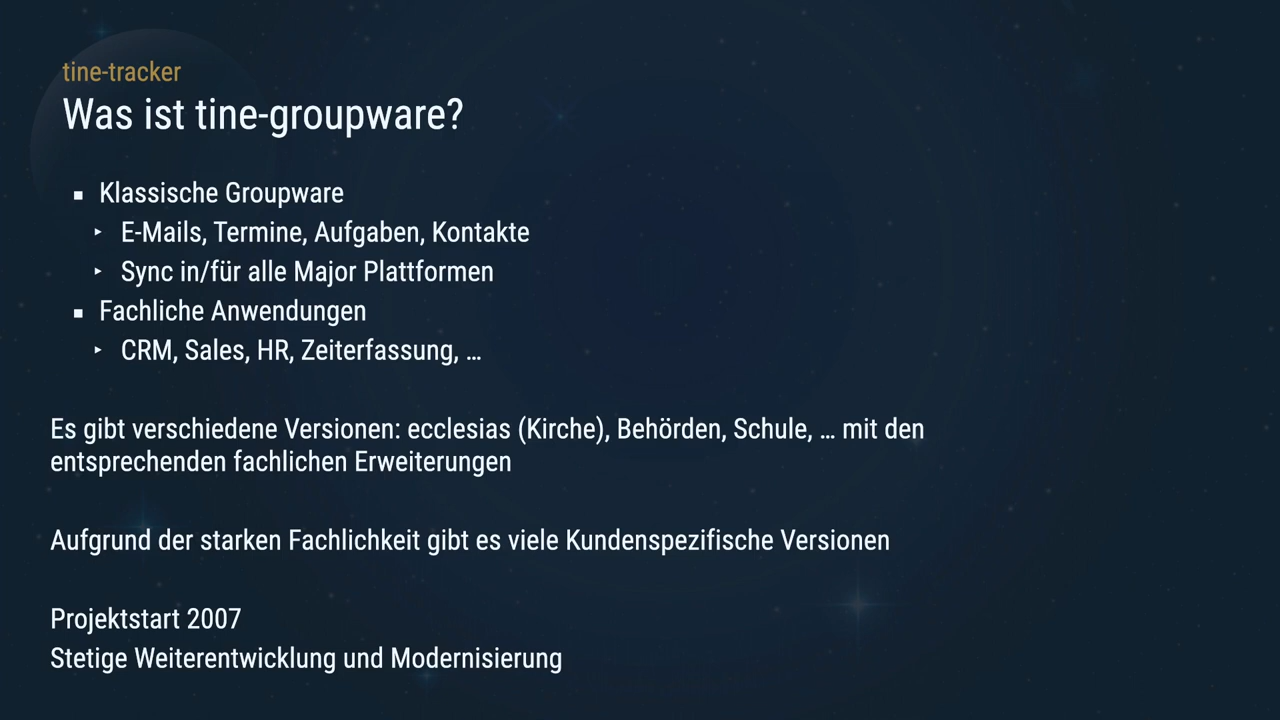 tine-tracker
Was ist tine-groupware?
▪ Klassische Groupware
‣ E-Mails, Termine, Aufgaben, Kontakte
‣ Sync in/für alle Major Plattformen
▪ Fachliche Anwendungen
‣ CRM, Sales, HR, Zeiterfassung, …
Es gibt verschiedene Versionen: ecclesias (Kirche), Behörden, Schule, … mit den
entsprechenden fachlichen Erweiterungen
Aufgrund der starken Fachlichkeit gibt es viele Kundenspezifische Versionen
Projektstart 2007
Stetige Weiterentwicklung und Modernisierung